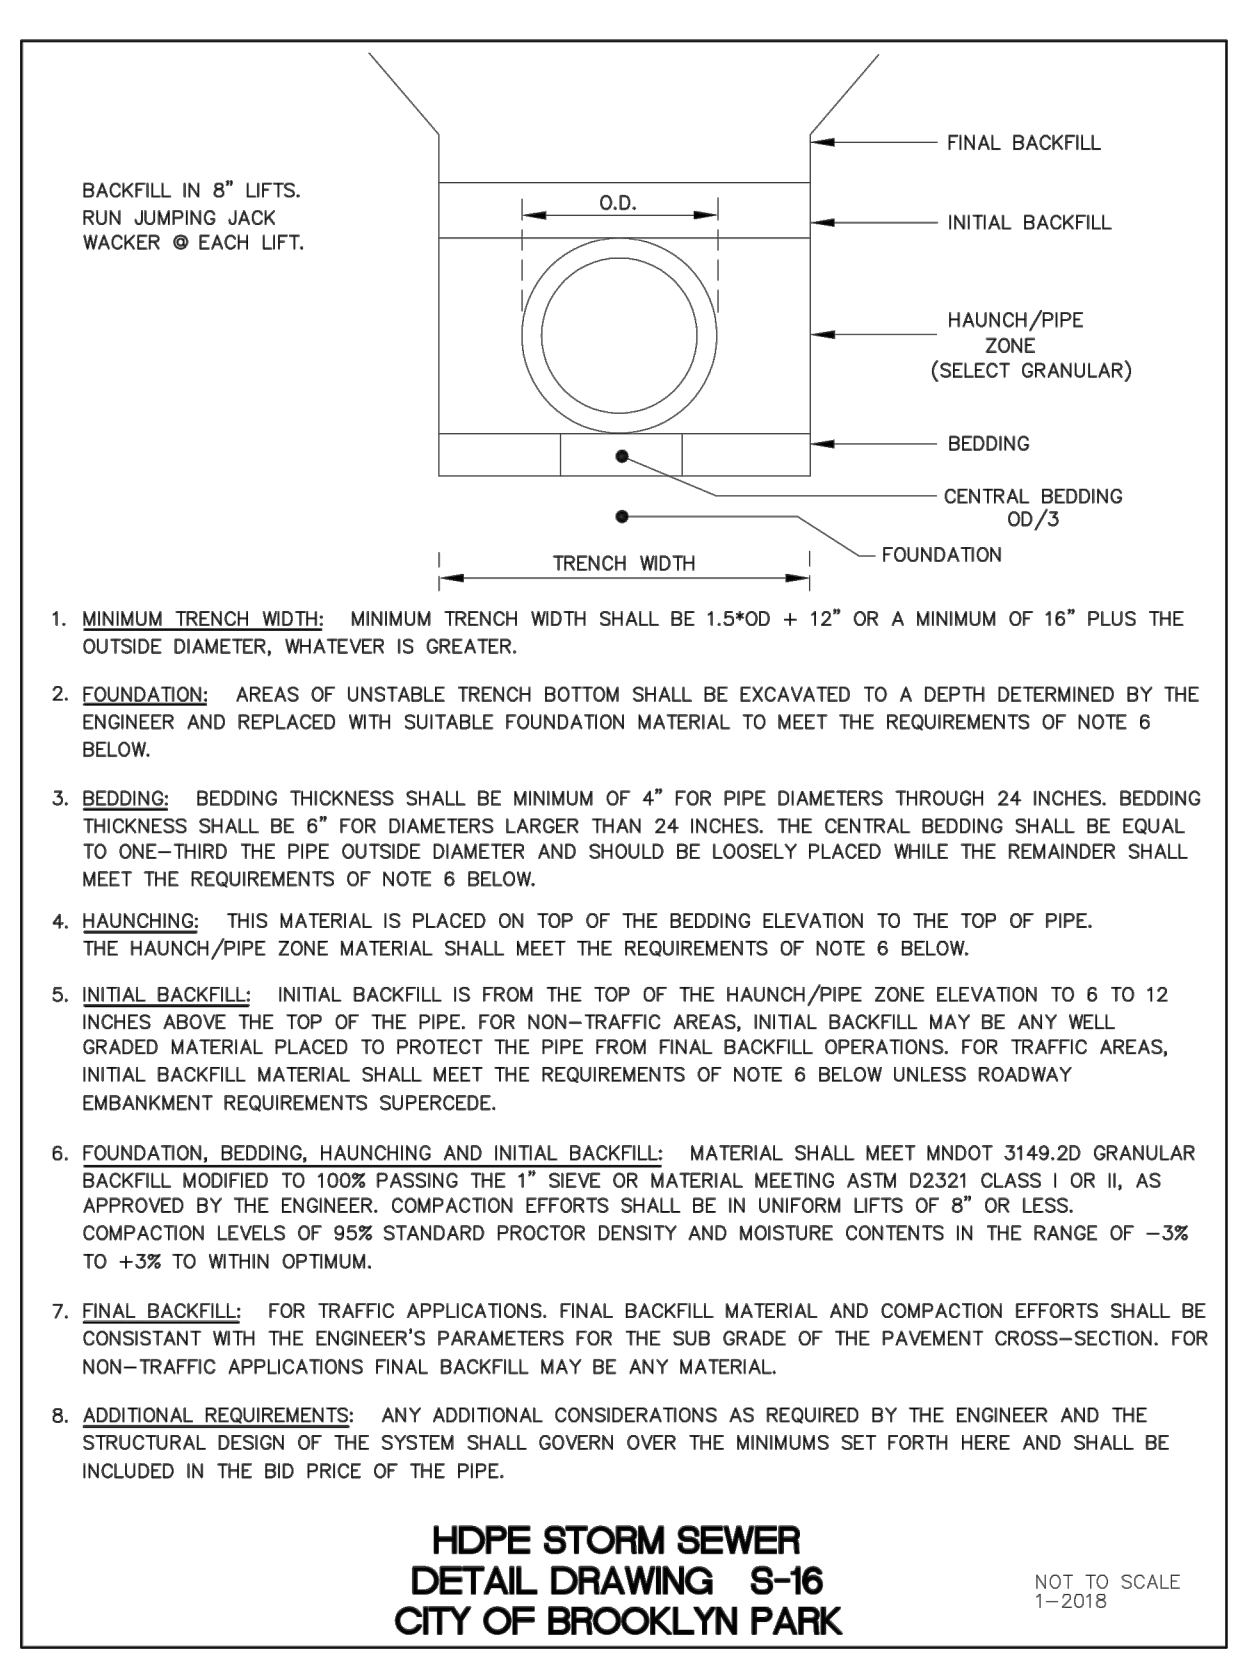 FINAL BACKFILL
BACKFILL IN 8" LIFTS.
RUN JUMPING JACK
WACKER @ EACH LIFT.
O.D.
INITIAL BACKFILL
HAUNCH/PIPE
ZONE
(SELECT GRANULAR)
BEDDING
CENTRAL BEDDING
OD/3
FOUNDATION
TRENCH WIDTH
1. MINIMUM TRENCH WIDTH: MINIMUM TRENCH WIDTH SHALL BE 1.5*OD + 12" OR A MINIMUM OF 16" PLUS THE
OUTSIDE DIAMETER, WHATEVER IS GREATER.
2. FOUNDATION: AREAS OF UNSTABLE TRENCH BOTTOM SHALL BE EXCAVATED TO A DEPTH DETERMINED BY THE
ENGINEER AND REPLACED WITH SUITABLE FOUNDATION MATERIAL TO MEET THE REQUIREMENTS OF NOTE 6
BELOW.
3. BEDDING: BEDDING THICKNESS SHALL BE MINIMUM OF 4" FOR PIPE DIAMETERS THROUGH 24 INCHES. BEDDING
THICKNESS SHALL BE 6" FOR DIAMETERS LARGER THAN 24 INCHES. THE CENTRAL BEDDING SHALL BE EQUAL
TO ONE-THIRD THE PIPE OUTSIDE DIAMETER AND SHOULD BE LOOSELY PLACED WHILE THE REMAINDER SHALL
MEET THE REQUIREMENTS OF NOTE 6 BELOW.
4. HAUNCHING: THIS MATERIAL IS PLACED ON TOP OF THE BEDDING ELEVATION TO THE TOP OF PIPE.
THE HAUNCH/PIPE ZONE MATERIAL SHALL MEET THE REQUIREMENTS OF NOTE 6 BELOW.
5. INITIAL BACKFILL: INITIAL BACKFILL IS FROM THE TOP OF THE HAUNCH/PIPE ZONE ELEVATION TO 6 TO 12
INCHES ABOVE THE TOP OF THE PIPE. FOR NON-TRAFFIC AREAS, INITIAL BACKFILL MAY BE ANY WELL
GRADED MATERIAL PLACED TO PROTECT THE PIPE FROM FINAL BACKFILL OPERATIONS. FOR TRAFFIC AREAS,
INITIAL BACKFILL MATERIAL SHALL MEET THE REQUIREMENTS OF NOTE 6 BELOW UNLESS ROADWAY
EMBANKMENT REQUIREMENTS SUPERCEDE.
6. FOUNDATION, BEDDING, HAUNCHING AND INITIAL BACKFILL: MATERIAL SHALL MEET MNDOT 3149.2D GRANULAR
BACKFILL MODIFIED TO 100% PASSING THE 1" SIEVE OR MATERIAL MEETING ASTM D2321 CLASS I OR II, AS
APPROVED BY THE ENGINEER. COMPACTION EFFORTS SHALL BE IN UNIFORM LIFTS OF 8" OR LESS.
COMPACTION LEVELS OF 95% STANDARD PROCTOR DENSITY AND MOISTURE CONTENTS IN THE RANGE OF -3%
TO +3% TO WITHIN OPTIMUM.
7. FINAL BACKFILL: FOR TRAFFIC APPLICATIONS. FINAL BACKFILL MATERIAL AND COMPACTION EFFORTS SHALL BE
CONSISTANT WITH THE ENGINEER'S PARAMETERS FOR THE SUB GRADE OF THE PAVEMENT CROSS-SECTION. FOR
NON-TRAFFIC APPLICATIONS FINAL BACKFILL MAY BE ANY MATERIAL.
8. ADDITIONAL REQUIREMENTS: ANY ADDITIONAL CONSIDERATIONS AS REQUIRED BY THE ENGINEER AND THE
STRUCTURAL DESIGN OF THE SYSTEM SHALL GOVERN OVER THE MINIMUMS SET FORTH HERE AND SHALL BE
INCLUDED IN THE BID PRICE OF THE PIPE.
HDPE STORM SEWER
DETAIL DRAWING S-16
CITY OF BROOKLYN PARK
NOT TO SCALE
1-2018